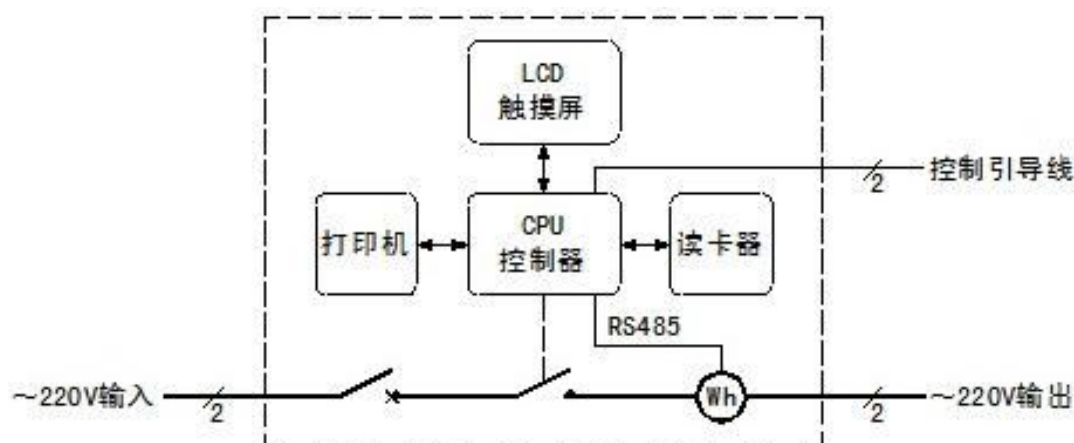 LCD
触摸屏
控制引导线
2
打印机
CPU
控制器
读卡器
RS485
～220V输入
2
Wh
2
～220V输出